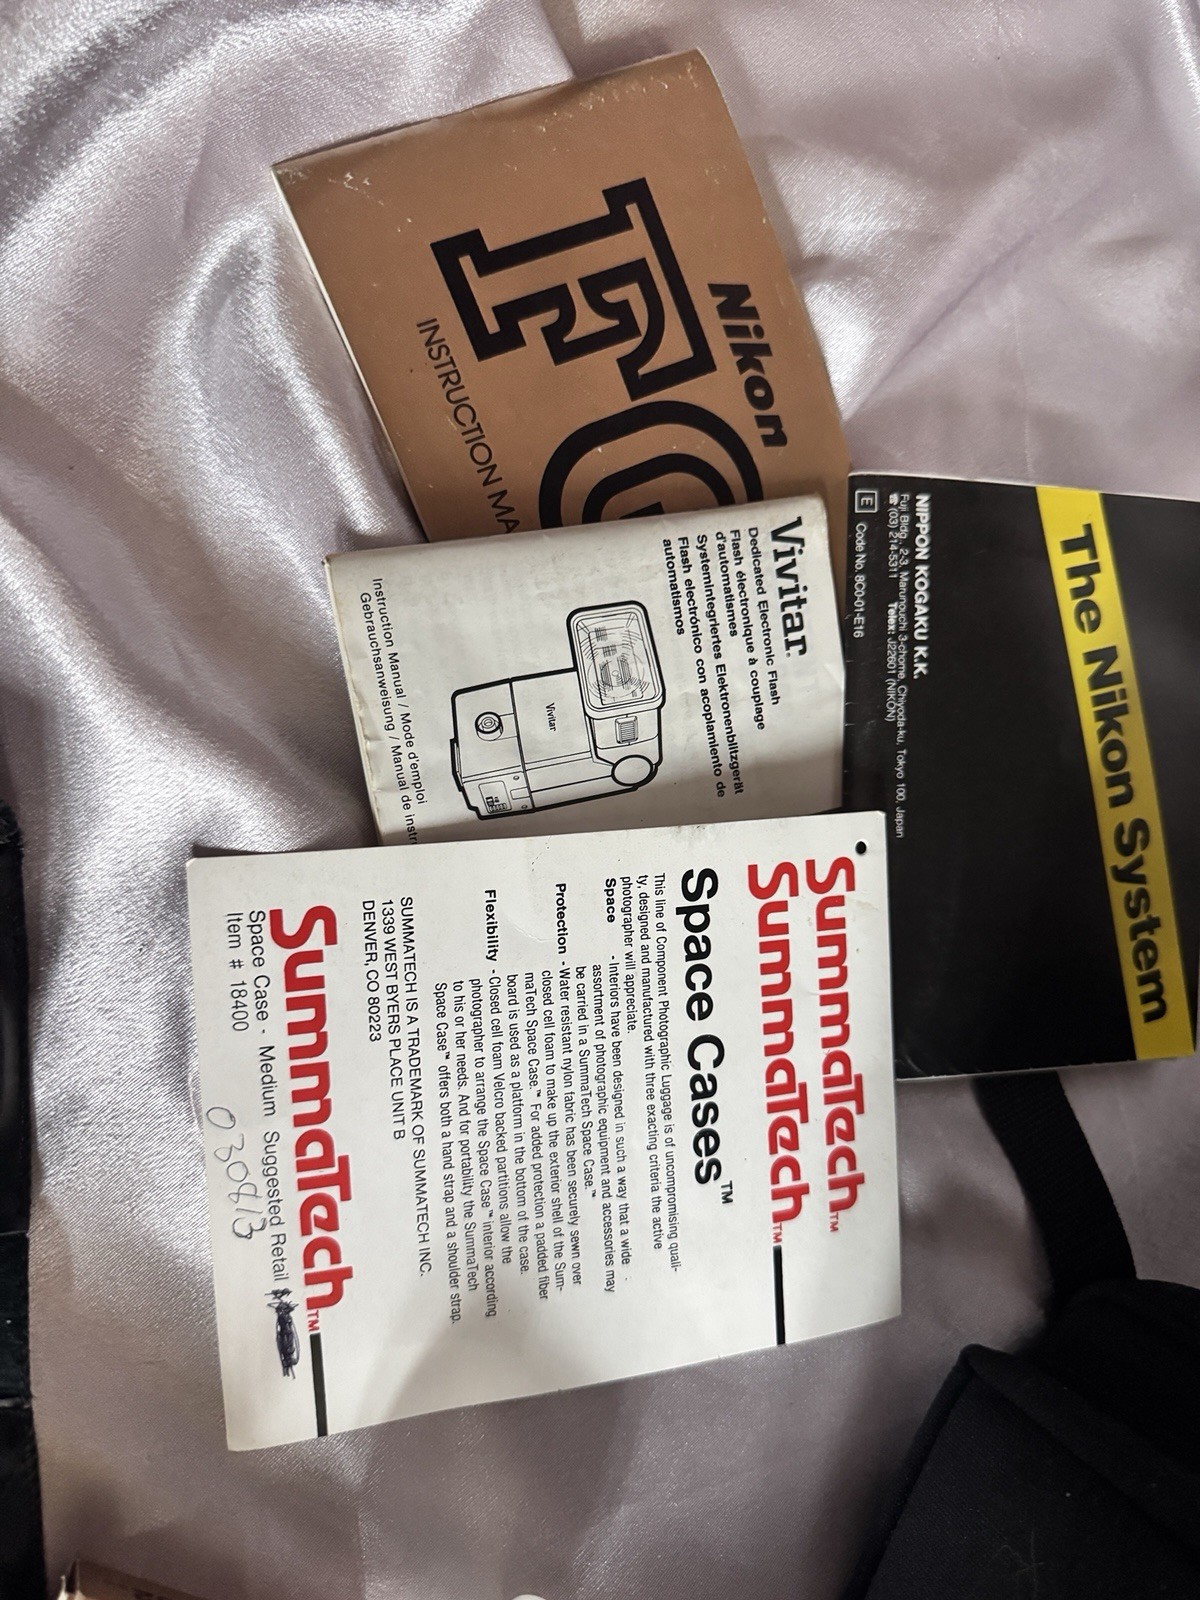 Nikon
INSTRUCTION MA
The Nikon System
NIPPON KOGAKU K.K.
Fuji Bldg., 2-3, Marunouchi 3-chome, Chiyoda-ku, Tokyo 100, Japan
☎ (03) 214-5311 Telex: J22601 (NIKON)
E Code No. 8C0-01-E16
Vivitar
Dedicated Electronic Flash
Flash électronique à couplage
d'automatismes
Systemintegriertes Elektronenblitzgerät
Flash electrónico con acoplamiento de
automatismos
Vivitar
Instruction Manual / Mode d'emploi
Gebrauchsanweisung / Manual de instr
SummaTech™
SummaTech™
Space Cases™
This line of Component Photographic Luggage is of uncompromising quali-
ty, designed and manufactured with three exacting criteria the active
photographer will appreciate.
Space - Interiors have been designed in such a way that a wide
assortment of photographic equipment and accessories may
be carried in a SummaTech Space Case.™
Protection - Water resistant nylon fabric has been securely sewn over
closed cell foam to make up the exterior shell of the Sum-
maTech Space Case.™ For added protection a padded fiber
board is used as a platform in the bottom of the case.
Flexibility - Closed cell foam Velcro backed partitions allow the
photographer to arrange the Space Case™ interior according
to his or her needs. And for portability the SummaTech
Space Case™ offers both a hand strap and a shoulder strap.
SUMMATECH IS A TRADEMARK OF SUMMATECH INC.
1339 WEST BYERS PLACE UNIT B
DENVER, CO 80223
SummaTech™
Space Case - Medium Suggested Retail $
Item # 18400
030813